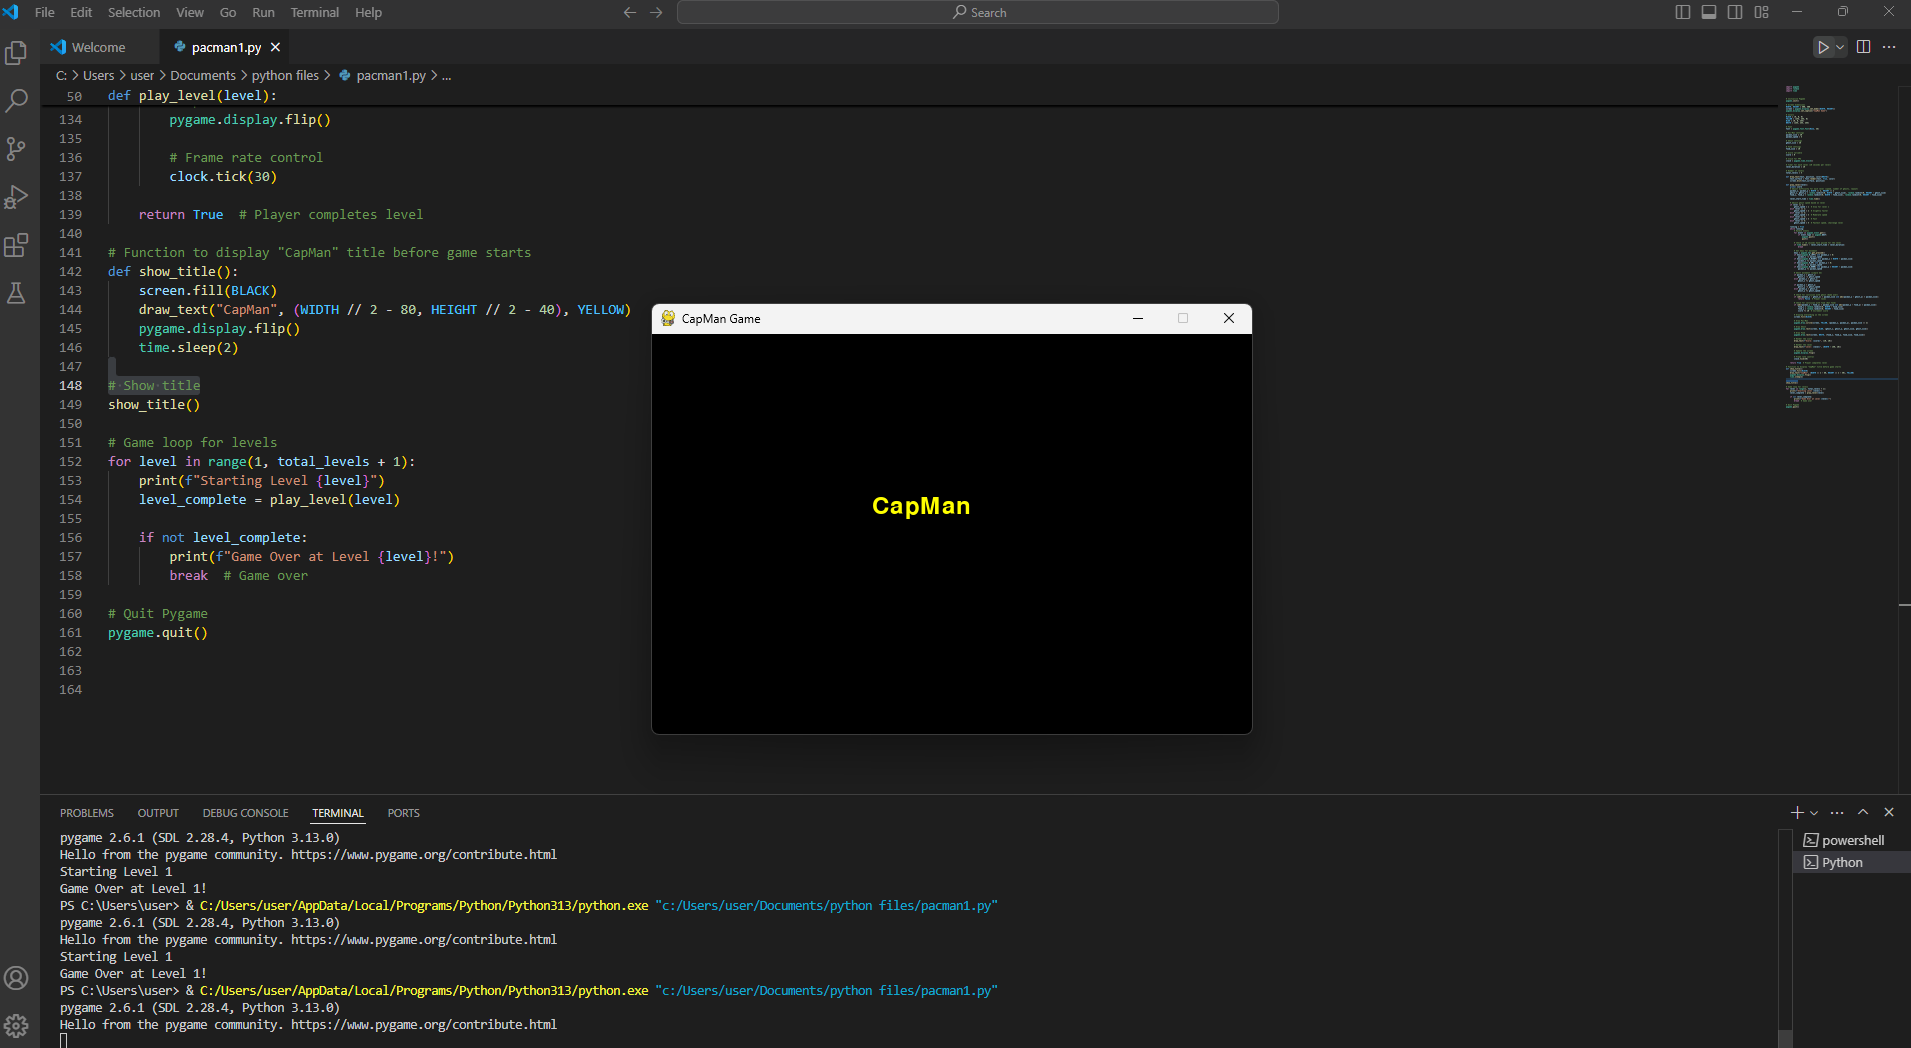 File Edit Selection View Go Run Terminal Help
Search
Welcome
pacman1.py
C: > Users > user > Documents > python files > pacman1.py > ...
50 def play_level(level):
134 pygame.display.flip()
135
136 # Frame rate control
137 clock.tick(30)
138
139 return True  # Player completes level
140
141 # Function to display "CapMan" title before game starts
142 def show_title():
143 screen.fill(BLACK)
144 draw_text("CapMan", (WIDTH // 2 - 80, HEIGHT // 2 - 40), YELLOW)
145 pygame.display.flip()
146 time.sleep(2)
147
148 # Show title
149 show_title()
150
151 # Game loop for levels
152 for level in range(1, total_levels + 1):
153 print(f"Starting Level {level}")
154 level_complete = play_level(level)
155
156 if not level_complete:
157 print(f"Game Over at Level {level}!")
158 break  # Game over
159
160 # Quit Pygame
161 pygame.quit()
162
163
164
CapMan Game
CapMan
PROBLEMS OUTPUT DEBUG CONSOLE TERMINAL PORTS
pygame 2.6.1 (SDL 2.28.4, Python 3.13.0)
Hello from the pygame community. https://www.pygame.org/contribute.html
Starting Level 1
Game Over at Level 1!
PS C:\Users\user> & C:/Users/user/AppData/Local/Programs/Python/Python313/python.exe "c:/Users/user/Documents/python files/pacman1.py"
pygame 2.6.1 (SDL 2.28.4, Python 3.13.0)
Hello from the pygame community. https://www.pygame.org/contribute.html
Starting Level 1
Game Over at Level 1!
PS C:\Users\user> & C:/Users/user/AppData/Local/Programs/Python/Python313/python.exe "c:/Users/user/Documents/python files/pacman1.py"
pygame 2.6.1 (SDL 2.28.4, Python 3.13.0)
Hello from the pygame community. https://www.pygame.org/contribute.html
powershell
Python